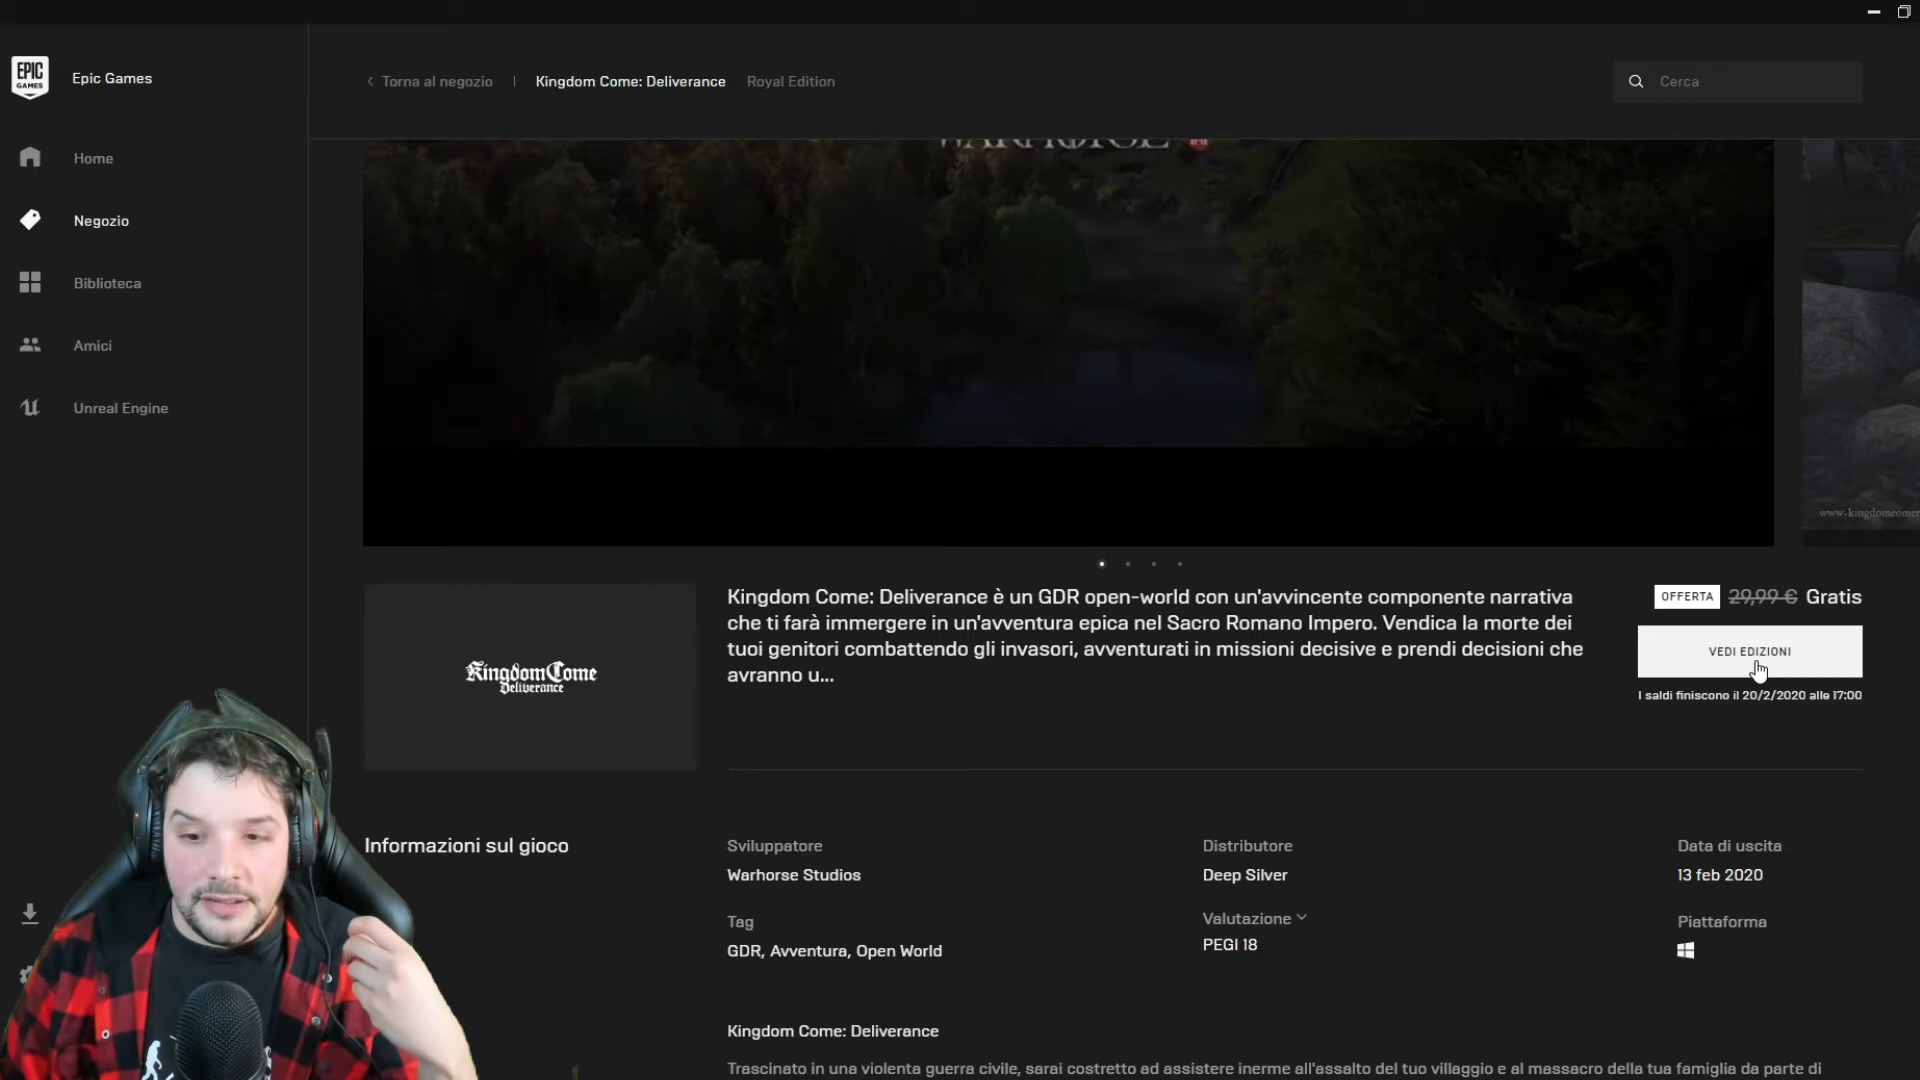 EPIC
GAMES
Epic Games
Torna al negozio | Kingdom Come: Deliverance Royal Edition
Cerca
Home
Negozio
Biblioteca
Amici
Unreal Engine
WARHORSE
Kingdom Come: Deliverance è un GDR open-world con un'avvincente componente narrativa
che ti farà immergere in un'avventura epica nel Sacro Romano Impero. Vendica la morte dei
tuoi genitori combattendo gli invasori, avventurati in missioni decisive e prendi decisioni che
avranno u...
OFFERTA 29,99 € Gratis
VEDI EDIZIONI
I saldi finiscono il 20/2/2020 alle 17:00
Kingdom Come
Deliverance
Informazioni sul gioco
Sviluppatore
Warhorse Studios
Distributore
Deep Silver
Data di uscita
13 feb 2020
Tag
GDR, Avventura, Open World
Valutazione
PEGI 18
Piattaforma
Kingdom Come: Deliverance
Trascinato in una violenta guerra civile, sarai costretto ad assistere inerme all'assalto del tuo villaggio e al massacro della tua famiglia da parte di